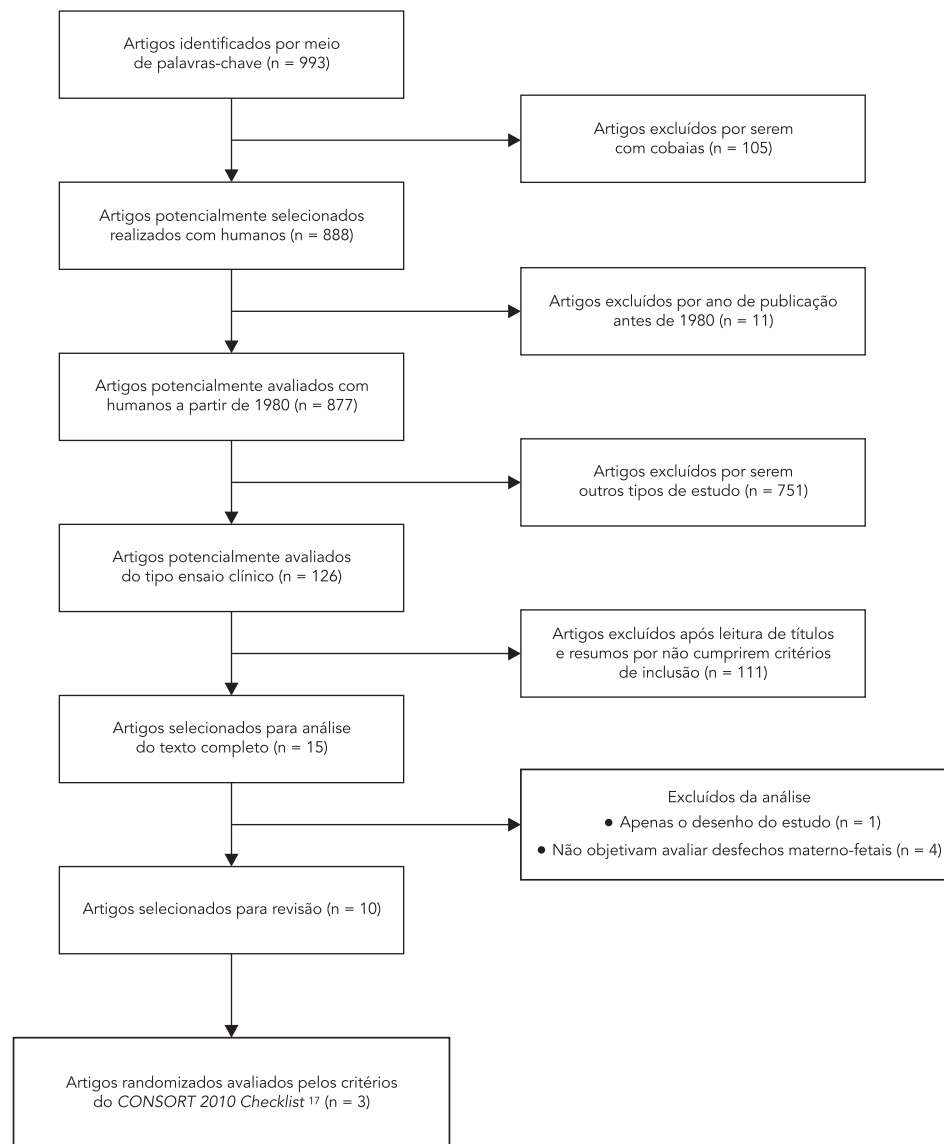 Artigos identificados por meio
de palavras-chave (n = 993)
Artigos excluídos por serem
com cobaias (n = 105)
Artigos potencialmente selecionados
realizados com humanos (n = 888)
Artigos excluídos por ano de publicação
antes de 1980 (n = 11)
Artigos potencialmente avaliados com
humanos a partir de 1980 (n = 877)
Artigos excluídos por serem
outros tipos de estudo (n = 751)
Artigos potencialmente avaliados
do tipo ensaio clínico (n = 126)
Artigos excluídos após leitura de títulos
e resumos por não cumprirem critérios
de inclusão (n = 111)
Artigos selecionados para análise
do texto completo (n = 15)
Excluídos da análise
● Apenas o desenho do estudo (n = 1)
● Não objetivam avaliar desfechos materno-fetais (n = 4)
Artigos selecionados para revisão (n = 10)
Artigos randomizados avaliados pelos critérios
do CONSORT 2010 Checklist 17 (n = 3)